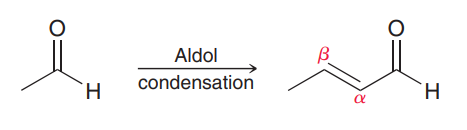 O
H
Aldol
condensation
β
α
O
H